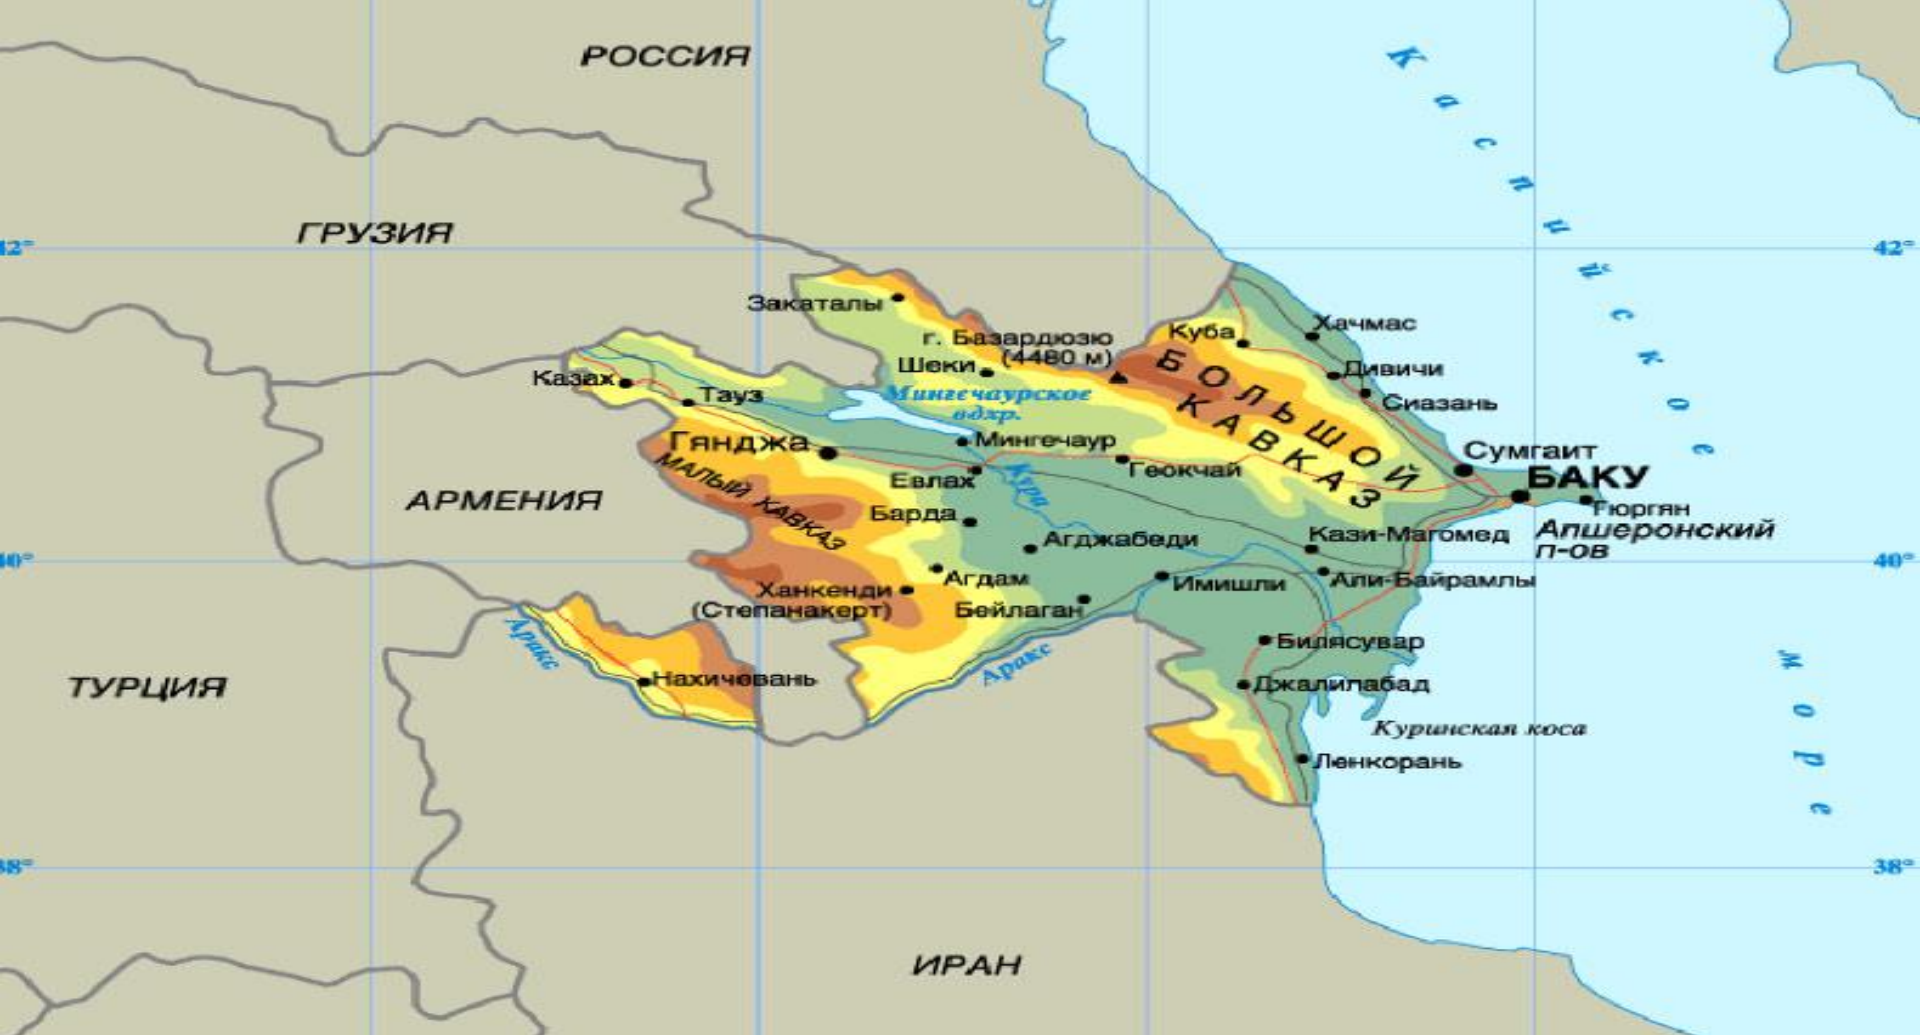 РОССИЯ
Каспийское
море
ГРУЗИЯ
42°
42°
Закаталы
г. Базардюзю
(4480 м)
Куба
Хачмас
Шеки
Дивичи
Казах
Тауз
Мингечаурское
вдхр.
БОЛЬШОЙ
КАВКАЗ
Сиазань
Гянджа
Мингечаур
Сумгаит
МАЛЫЙ КАВКАЗ
Евлах
Кура
Геокчай
БАКУ
АРМЕНИЯ
Барда
Гюргян
Агджабеди
Кази-Магомед
Апшеронский
п-ов
40°
40°
Агдам
Имишли
Али-Байрамлы
Ханкенди
(Степанакерт)
Бейлаган
Аракс
Аракс
Билясувар
ТУРЦИЯ
Нахичевань
Джалилабад
Куринская коса
Ленкорань
38°
38°
ИРАН